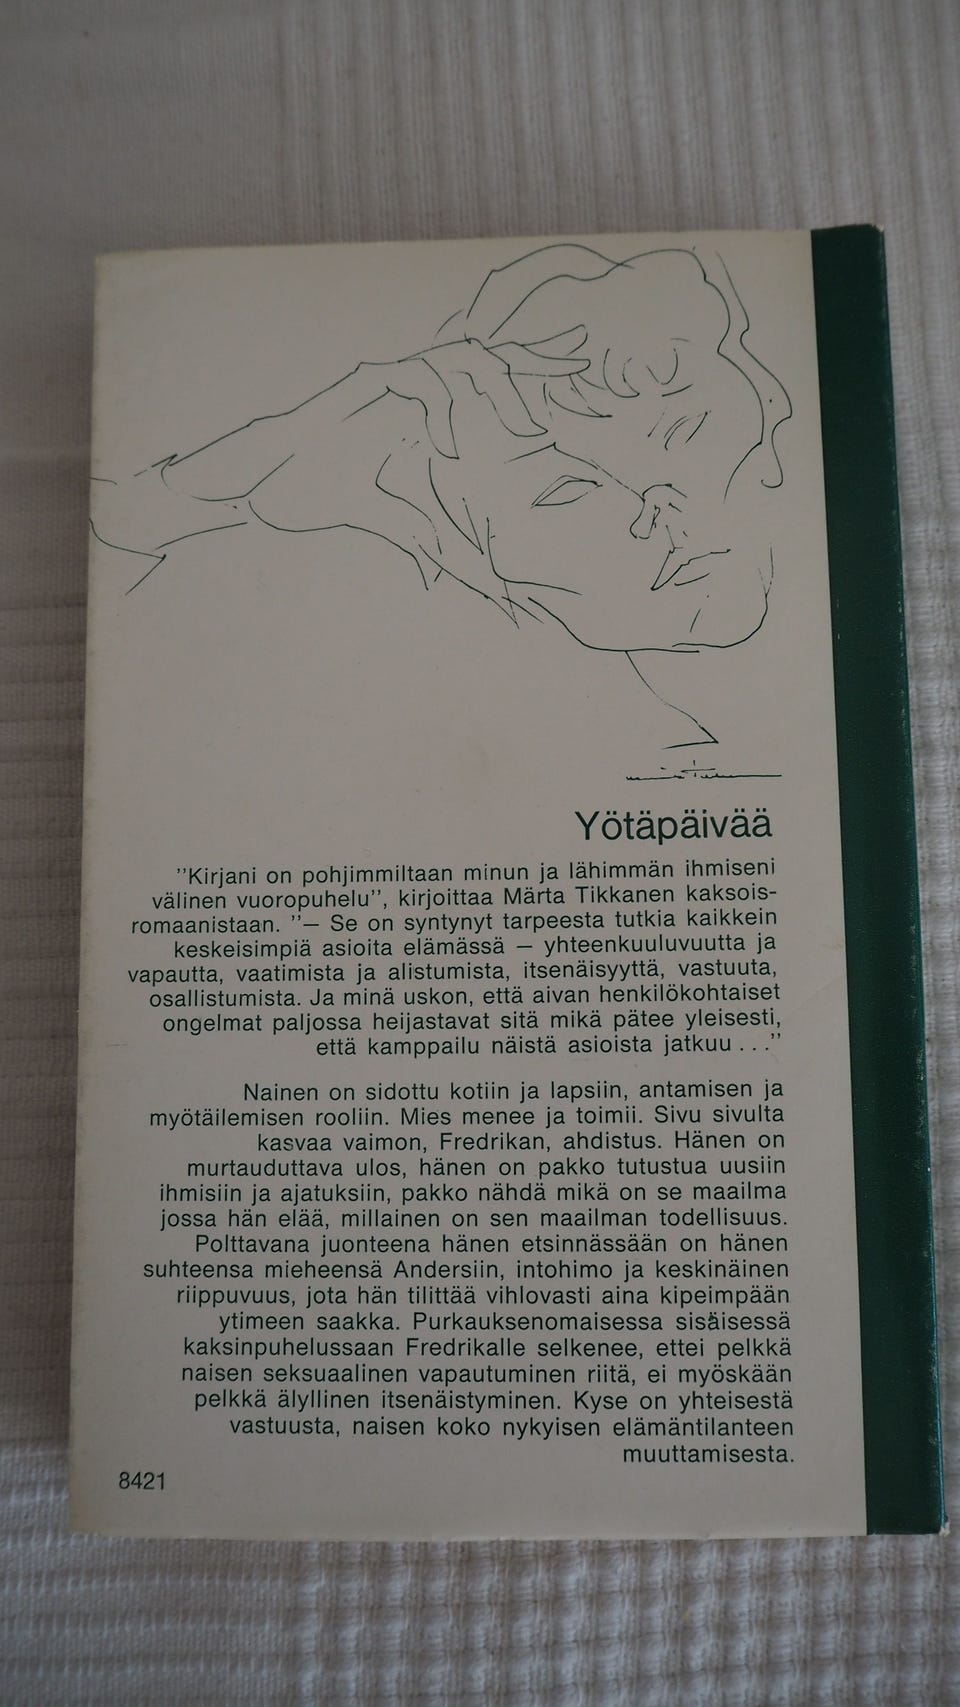 Yötäpäivää
"Kirjani on pohjimmiltaan minun ja lähimmän ihmiseni
välinen vuoropuhelu", kirjoittaa Märta Tikkanen kaksois-
romaanistaan. "— Se on syntynyt tarpeesta tutkia kaikkein
keskeisimpiä asioita elämässä — yhteenkuuluvuutta ja
vapautta, vaatimista ja alistumista, itsenäisyyttä, vastuuta,
osallistumista. Ja minä uskon, että aivan henkilökohtaiset
ongelmat paljossa heijastavat sitä mikä pätee yleisesti,
että kamppailu näistä asioista jatkuu . . ."
Nainen on sidottu kotiin ja lapsiin, antamisen ja
myötäilemisen rooliin. Mies menee ja toimii. Sivu sivulta
kasvaa vaimon, Fredrikan, ahdistus. Hänen on
murtauduttava ulos, hänen on pakko tutustua uusiin
ihmisiin ja ajatuksiin, pakko nähdä mikä on se maailma
jossa hän elää, millainen on sen maailman todellisuus.
Polttavana juonteena hänen etsinnässään on hänen
suhteensa mieheensä Andersiin, intohimo ja keskinäinen
riippuvuus, jota hän tilittää vihlovasti aina kipeimpään
ytimeen saakka. Purkauksenomaisessa sisäisessä
kaksinpuhelussaan Fredrikalle selkenee, ettei pelkkä
naisen seksuaalinen vapautuminen riitä, ei myöskään
pelkkä älyllinen itsenäistyminen. Kyse on yhteisestä
vastuusta, naisen koko nykyisen elämäntilanteen
muuttamisesta.
8421